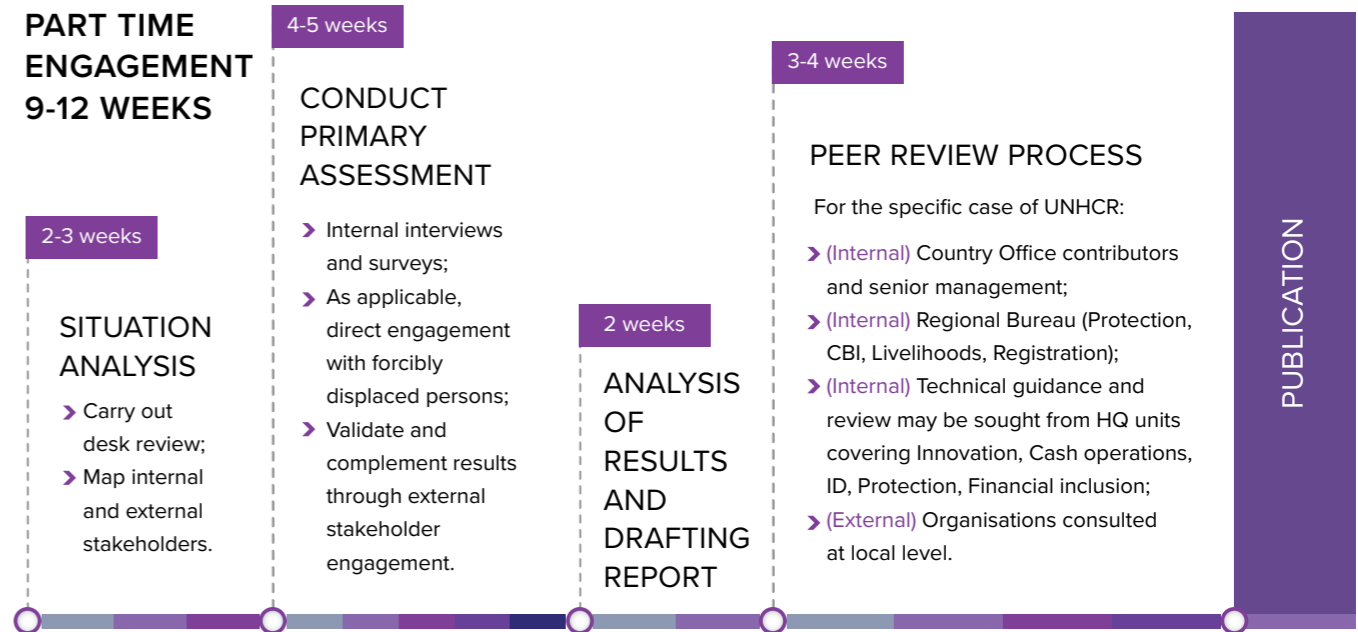 PART TIME
ENGAGEMENT
9-12 WEEKS
2-3 weeks
SITUATION
ANALYSIS
Carry out
desk review;
Map internal
and external
stakeholders.
4-5 weeks
CONDUCT
PRIMARY
ASSESSMENT
Internal interviews
and surveys;
As applicable,
direct engagement
with forcibly
displaced persons;
Validate and
complement results
through external
stakeholder
engagement.
2 weeks
ANALYSIS
OF
RESULTS
AND
DRAFTING
REPORT
3-4 weeks
PEER REVIEW PROCESS
For the specific case of UNHCR:
(Internal) Country Office contributors
and senior management;
(Internal) Regional Bureau (Protection,
CBI, Livelihoods, Registration);
(Internal) Technical guidance and
review may be sought from HQ units
covering Innovation, Cash operations,
ID, Protection, Financial inclusion;
(External) Organisations consulted
at local level.
PUBLICATION